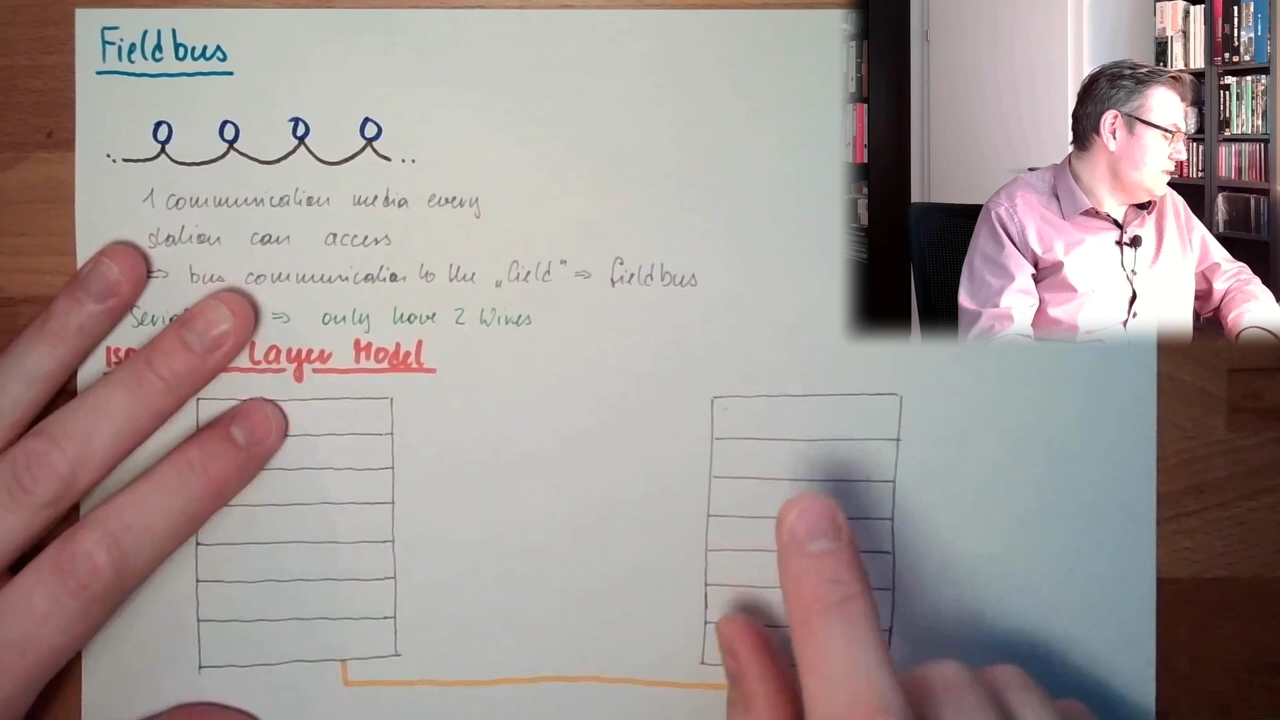 Fieldbus
1 communication media every
station can access
⇒ bus communication to the „field" ⇒ fieldbus
⇒ only have 2 wires
Layer Model